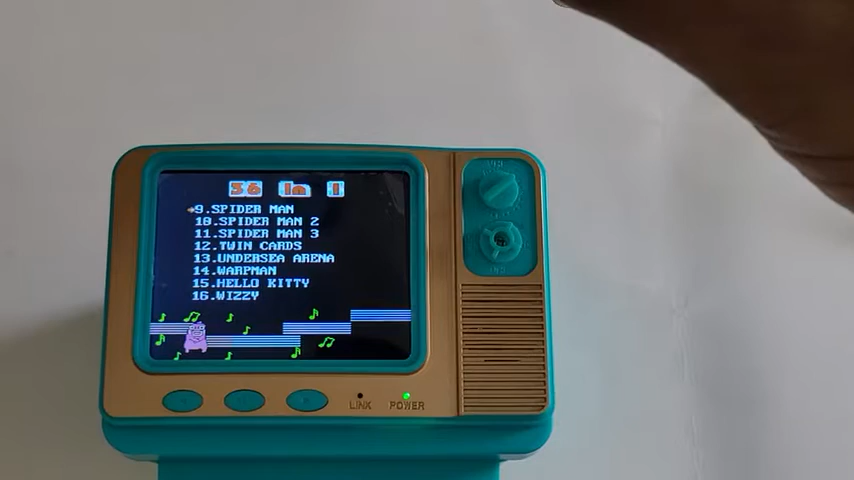 36 In 1
9.SPIDER MAN
10.SPIDER MAN 2
11.SPIDER MAN 3
12.TWIN CARDS
13.UNDERSEA ARENA
14.WARPMAN
15.HELLO KITTY
16.WIZZY
LINK
POWER